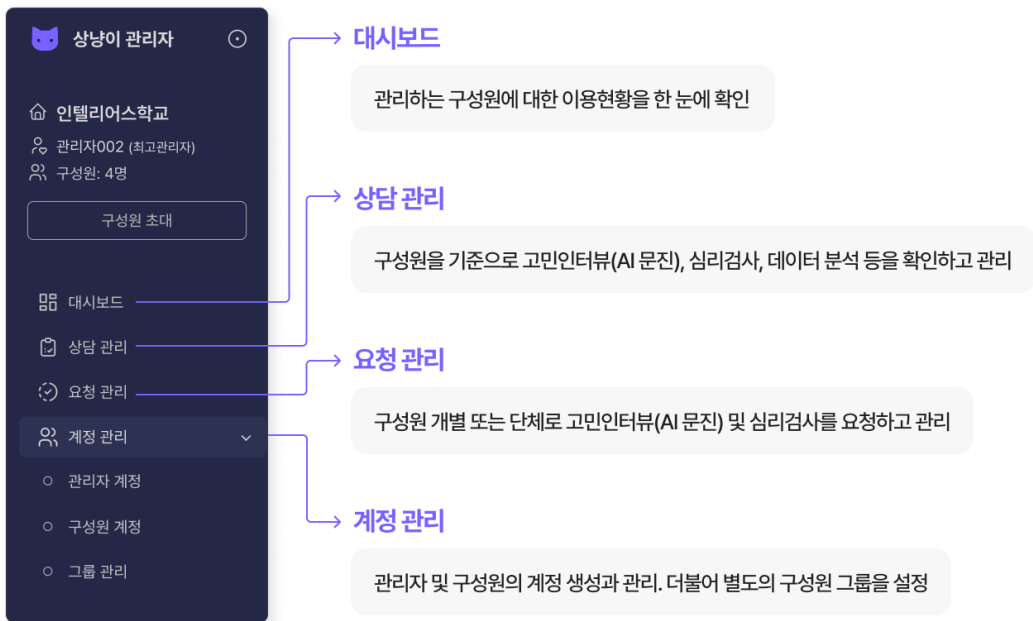 상냥이 관리자
인텔리어스학교
관리자002 (최고관리자)
구성원: 4명
구성원 초대
대시보드
상담 관리
요청 관리
계정 관리
관리자 계정
구성원 계정
그룹 관리
대시보드
관리하는 구성원에 대한 이용현황을 한 눈에 확인
상담 관리
구성원을 기준으로 고민인터뷰(AI 문진), 심리검사, 데이터 분석 등을 확인하고 관리
요청 관리
구성원 개별 또는 단체로 고민인터뷰(AI 문진) 및 심리검사를 요청하고 관리
계정 관리
관리자 및 구성원의 계정 생성과 관리. 더불어 별도의 구성원 그룹을 설정